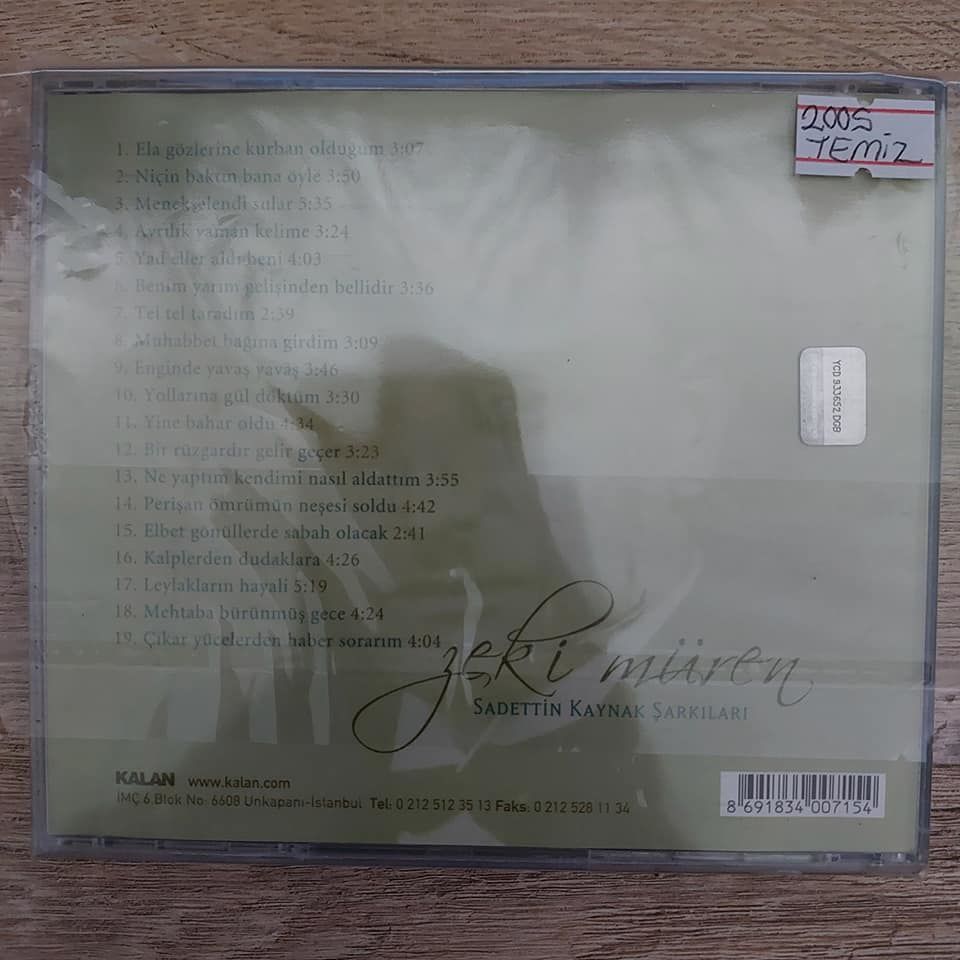 2005
TEMİZ
1. Ela gözlerine kurban olduğum 3:07
2. Niçin baktın bana öyle 3:50
3. Menekşelendi sular 5:35
4. Ayrılık yaman kelime 3:24
5. Yad eller aldı beni 4:03
6. Benim yarim gelişinden bellidir 3:36
7. Tel tel taradım 2:39
8. Muhabbet bağına girdim 3:09
9. Enginde yavaş yavaş 3:46
10. Yollarına gül döktüm 3:30
11. Yine bahar oldu 4:34
12. Bir rüzgardır gelir geçer 3:23
13. Ne yaptım kendimi nasıl aldattım 3:55
14. Perişan ömrümün neşesi soldu 4:42
15. Elbet gönüllerde sabah olacak 2:41
16. Kalplerden dudaklara 4:26
17. Leylakların hayali 5:19
18. Mehtaba bürünmüş gece 4:24
19. Çıkar yücelerden haber sorarım 4:04
YCD 933652 DGB
zeki müren
SADETTİN KAYNAK ŞARKILARI
KALAN www.kalan.com
İMÇ 6.Blok No: 6608 Unkapanı-İstanbul Tel: 0 212 512 35 13 Faks: 0 212 528 11 34
8 691834 007154